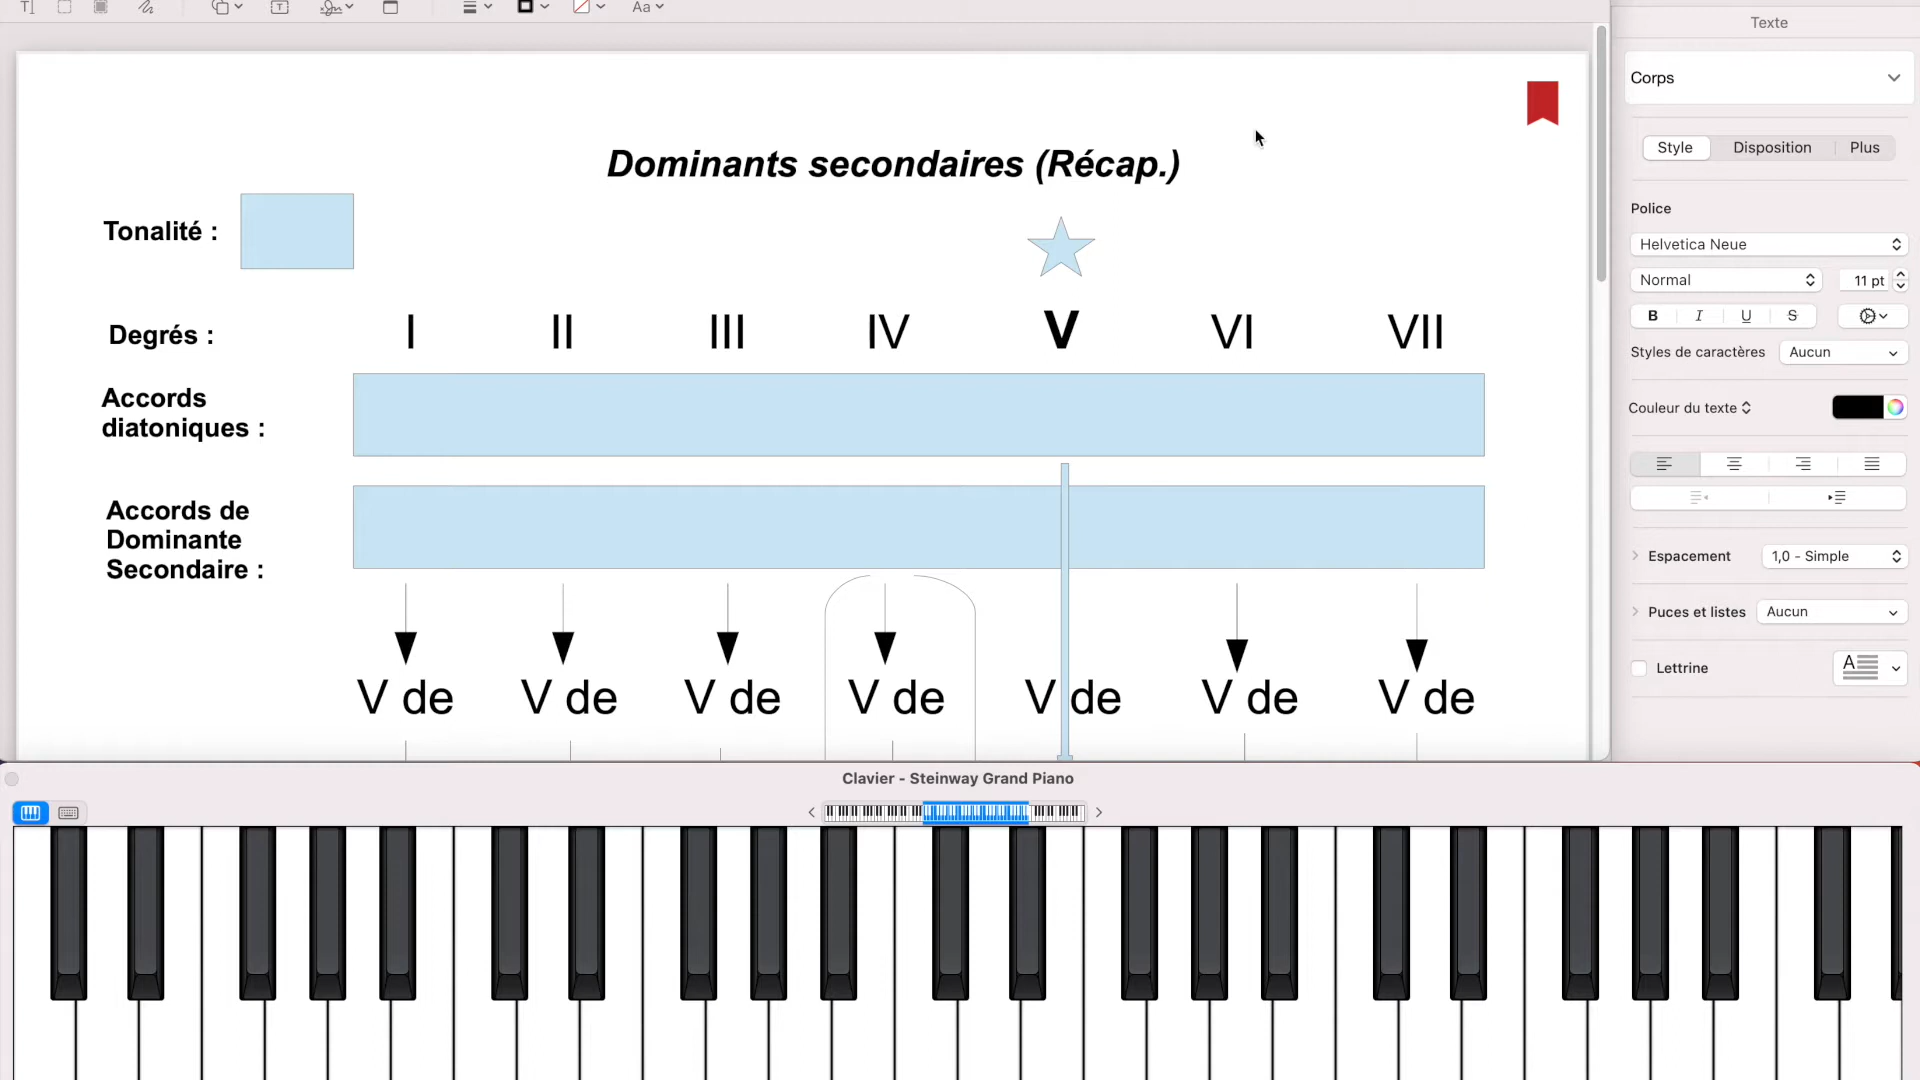 Aa
Texte
Corps
Style Disposition Plus
Police
Helvetica Neue
Normal 11 pt
B I U S
Styles de caractères Aucun
Couleur du texte
Espacement 1,0 - Simple
Puces et listes Aucun
Lettrine A
Dominants secondaires (Récap.)
Tonalité :
Degrés : I II III IV V VI VII
Accords
diatoniques :
Accords de
Dominante
Secondaire :
V de V de V de V de V de V de V de
Clavier - Steinway Grand Piano